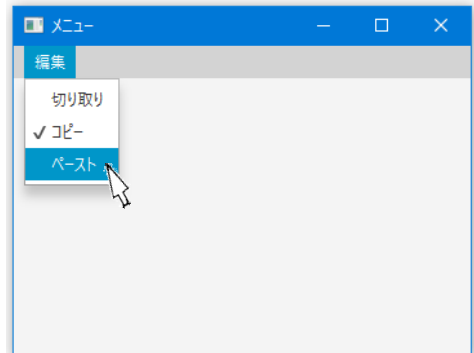 メニュー
編集
切り取り
✓ コピー
ペースト